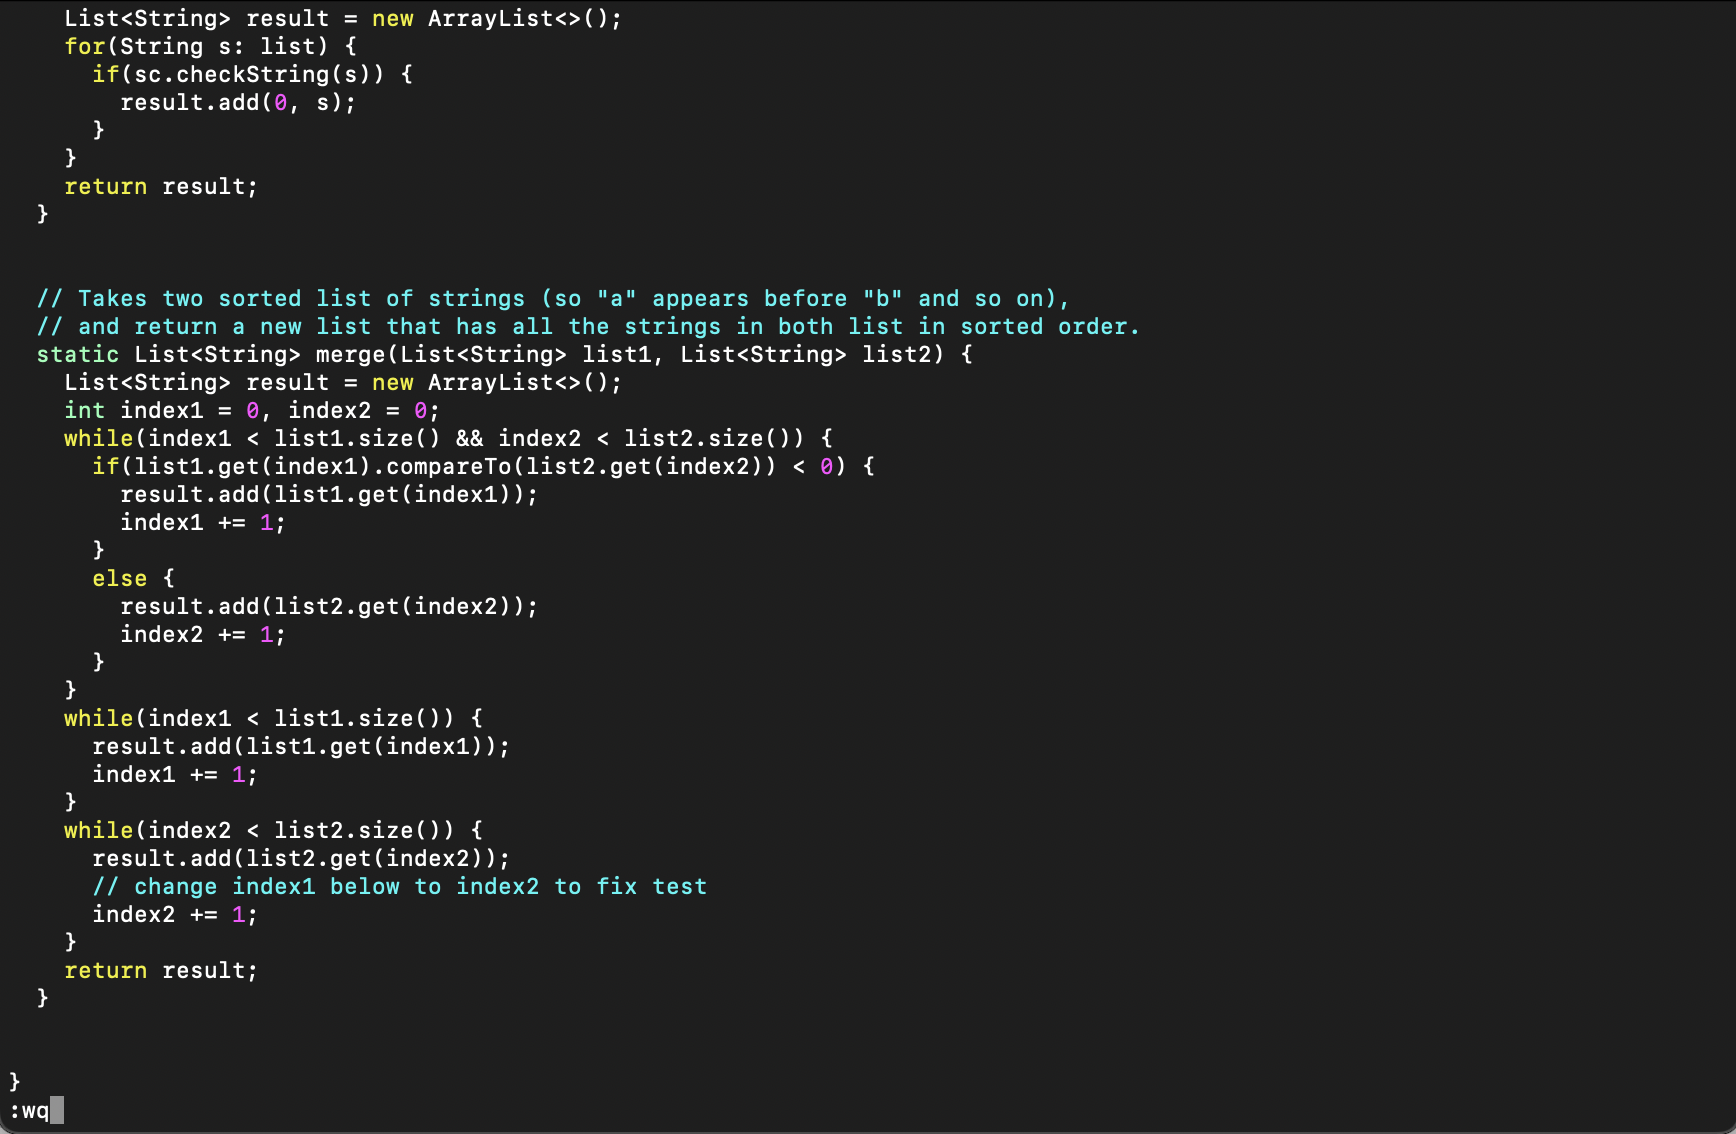 List<String> result = new ArrayList<>();
    for(String s: list) {
      if(sc.checkString(s)) {
        result.add(0, s);
      }
    }
    return result;
  }


  // Takes two sorted list of strings (so "a" appears before "b" and so on),
  // and return a new list that has all the strings in both list in sorted order.
  static List<String> merge(List<String> list1, List<String> list2) {
    List<String> result = new ArrayList<>();
    int index1 = 0, index2 = 0;
    while(index1 < list1.size() && index2 < list2.size()) {
      if(list1.get(index1).compareTo(list2.get(index2)) < 0) {
        result.add(list1.get(index1));
        index1 += 1;
      }
      else {
        result.add(list2.get(index2));
        index2 += 1;
      }
    }
    while(index1 < list1.size()) {
      result.add(list1.get(index1));
      index1 += 1;
    }
    while(index2 < list2.size()) {
      result.add(list2.get(index2));
      // change index1 below to index2 to fix test
      index2 += 1;
    }
    return result;
  }


}
:wq